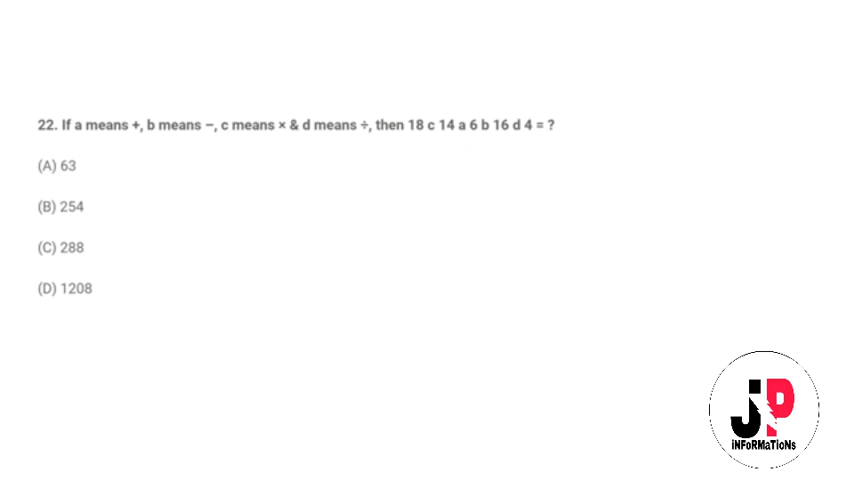 22. If a means +, b means −, c means × & d means ÷, then 18 c 14 a 6 b 16 d 4 = ?
(A) 63
(B) 254
(C) 288
(D) 1208
JP
iNFoRMaTioNs